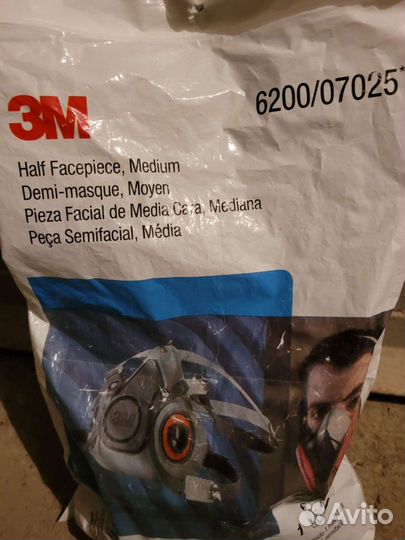 3M
6200/07025*
Half Facepiece, Medium
Demi-masque, Moyen
Pieza Facial de Media Cara, Mediana
Peça Semifacial, Média
3M
Avito